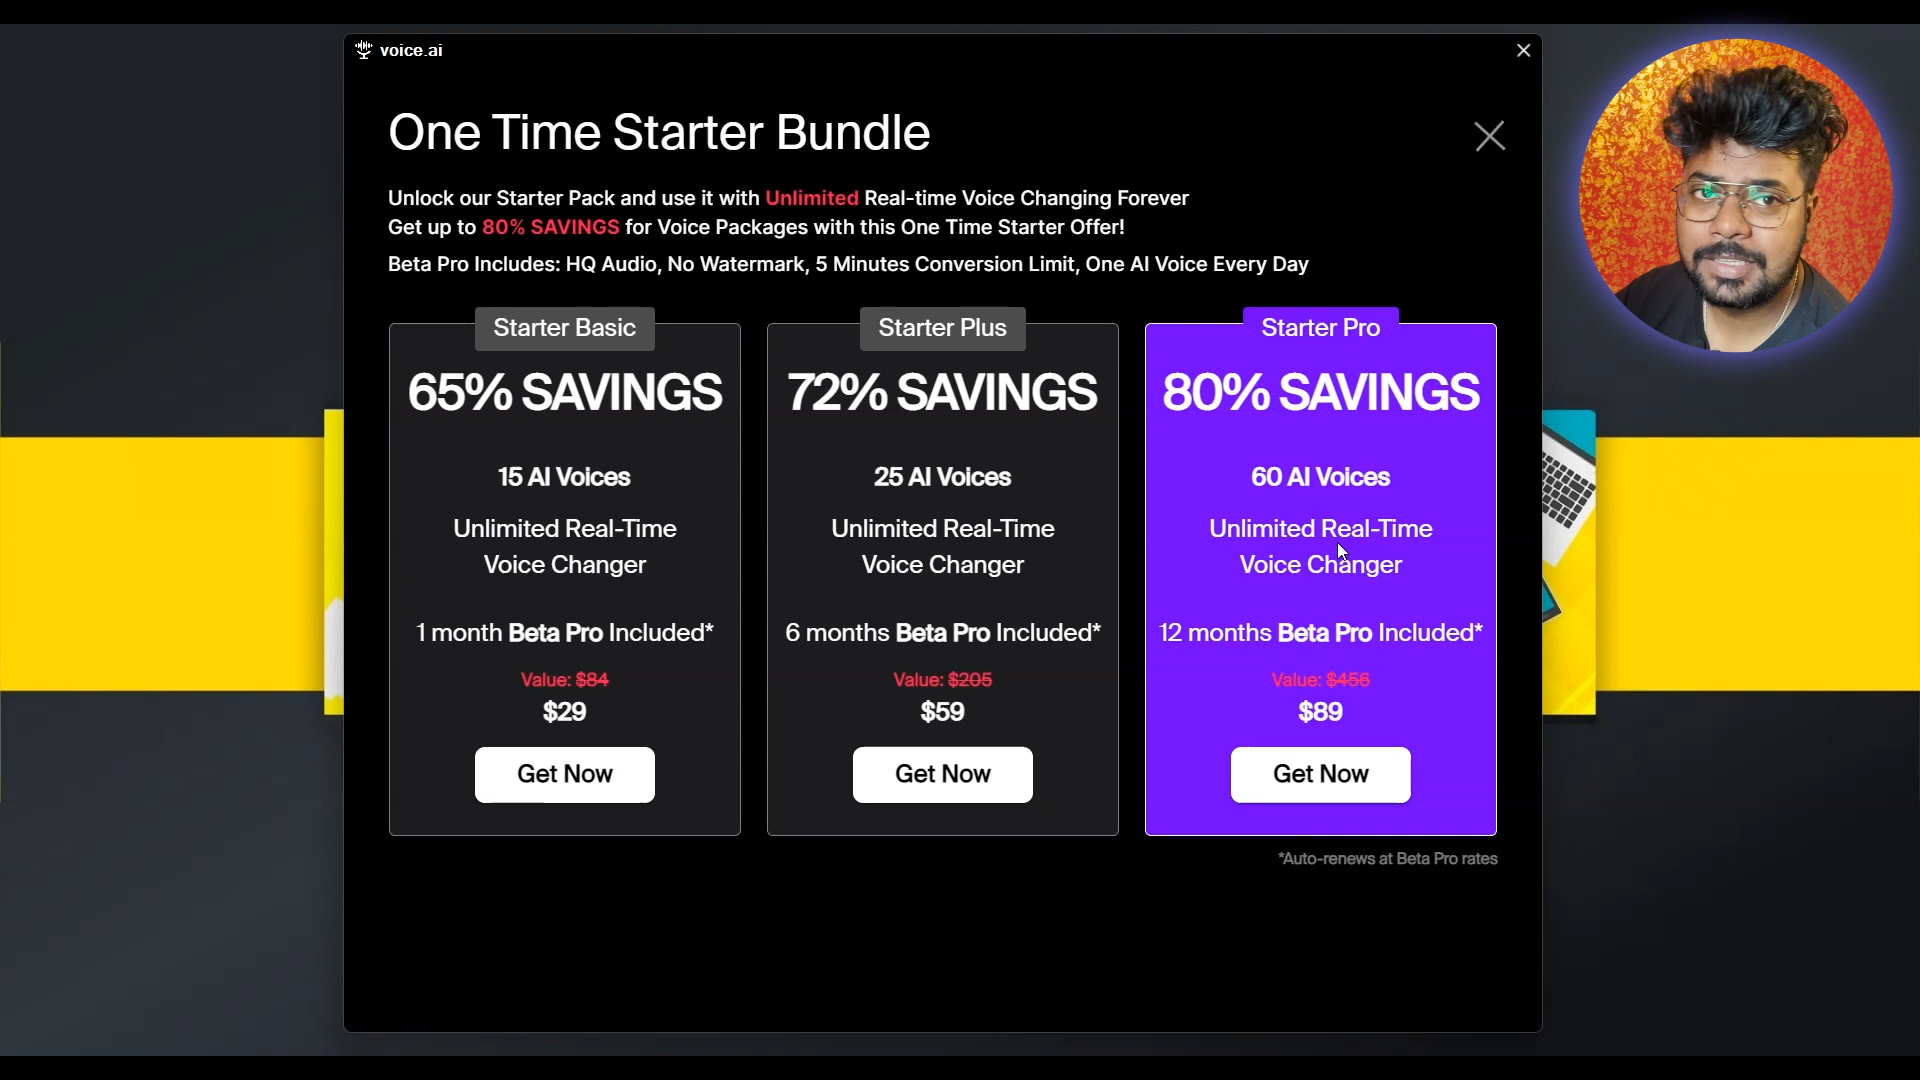 voice.ai
One Time Starter Bundle
Unlock our Starter Pack and use it with Unlimited Real-time Voice Changing Forever
Get up to 80% SAVINGS for Voice Packages with this One Time Starter Offer!
Beta Pro Includes: HQ Audio, No Watermark, 5 Minutes Conversion Limit, One AI Voice Every Day
Starter Basic
65% SAVINGS
15 AI Voices
Unlimited Real-Time
Voice Changer
1 month Beta Pro Included*
Value: $84
$29
Get Now
Starter Plus
72% SAVINGS
25 AI Voices
Unlimited Real-Time
Voice Changer
6 months Beta Pro Included*
Value: $205
$59
Get Now
Starter Pro
80% SAVINGS
60 AI Voices
Unlimited Real-Time
Voice Changer
12 months Beta Pro Included*
Value: $456
$89
Get Now
*Auto-renews at Beta Pro rates